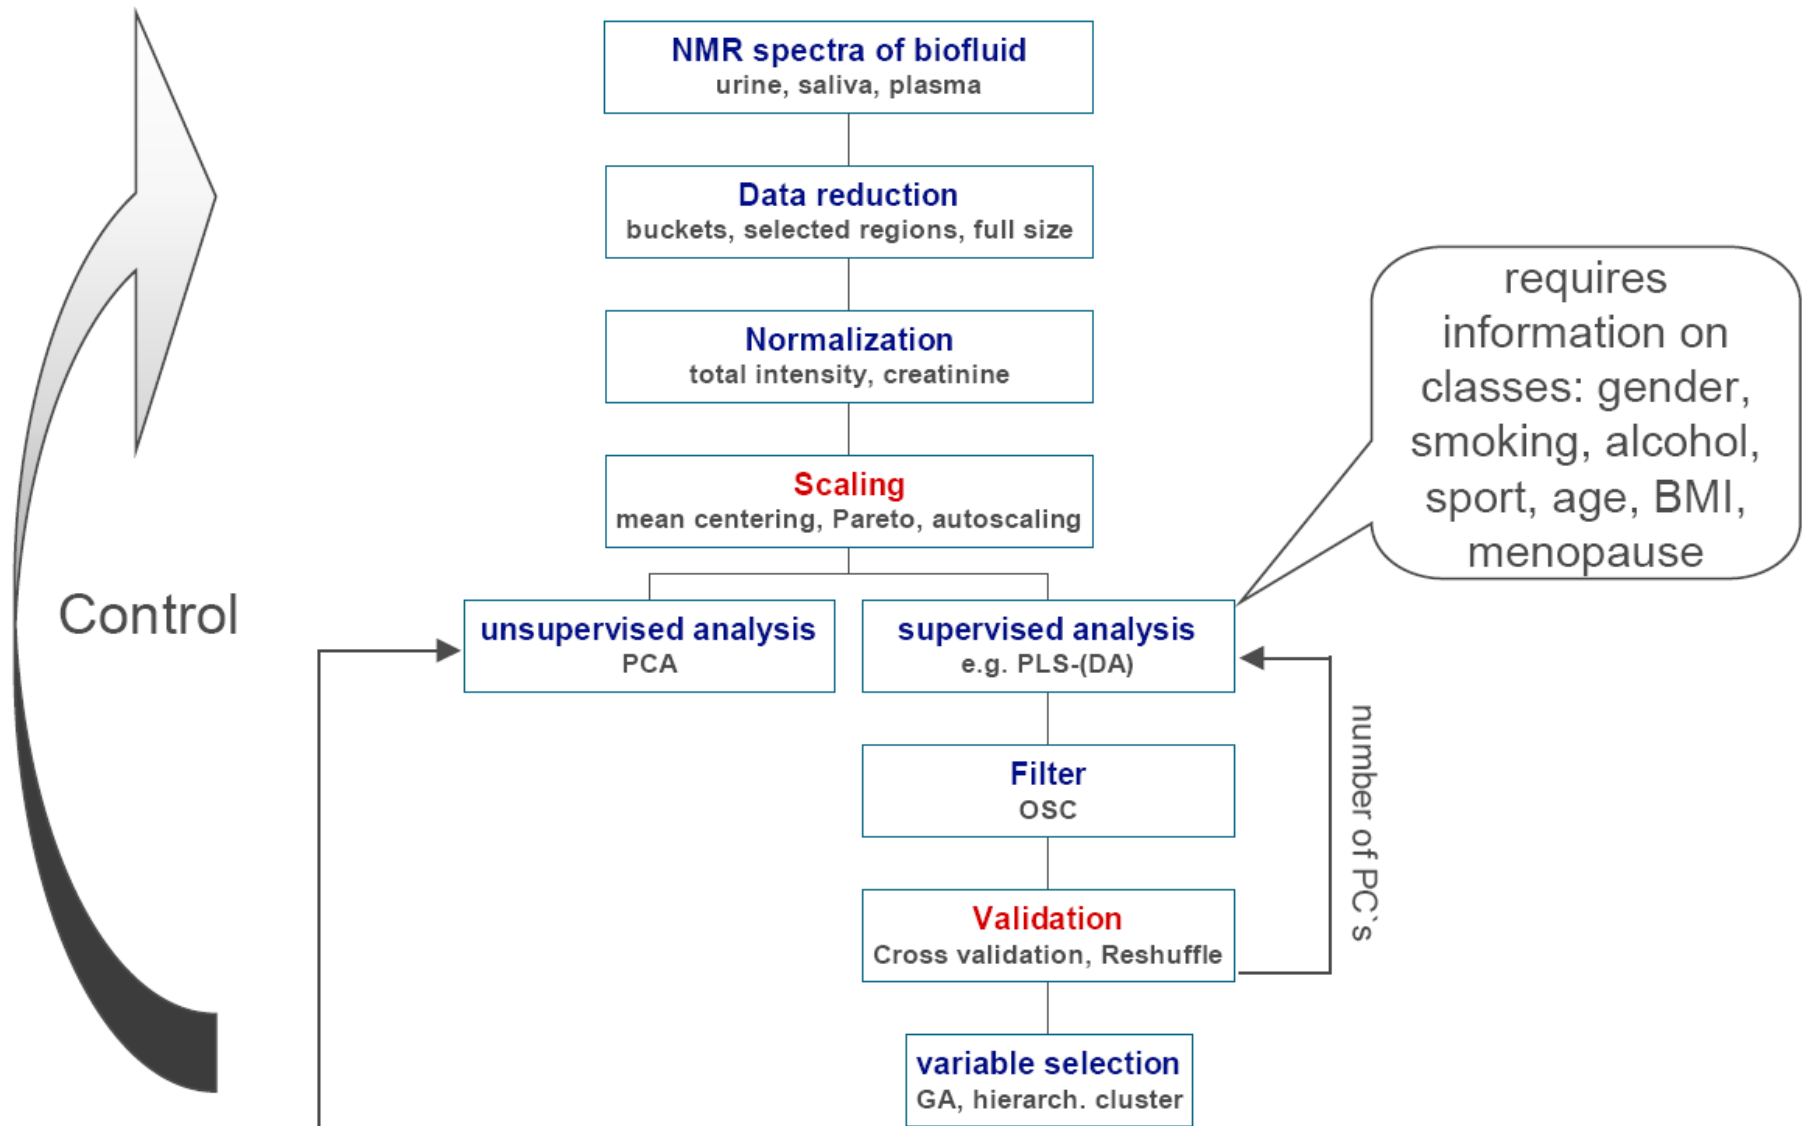 NMR spectra of biofluid
urine, saliva, plasma
Data reduction
buckets, selected regions, full size
Normalization
total intensity, creatinine
Scaling
mean centering, Pareto, autoscaling
requires
information on
classes: gender,
smoking, alcohol,
sport, age, BMI,
menopause
Control
unsupervised analysis
PCA
supervised analysis
e.g. PLS-(DA)
number of PC`s
Filter
OSC
Validation
Cross validation, Reshuffle
variable selection
GA, hierarch. cluster